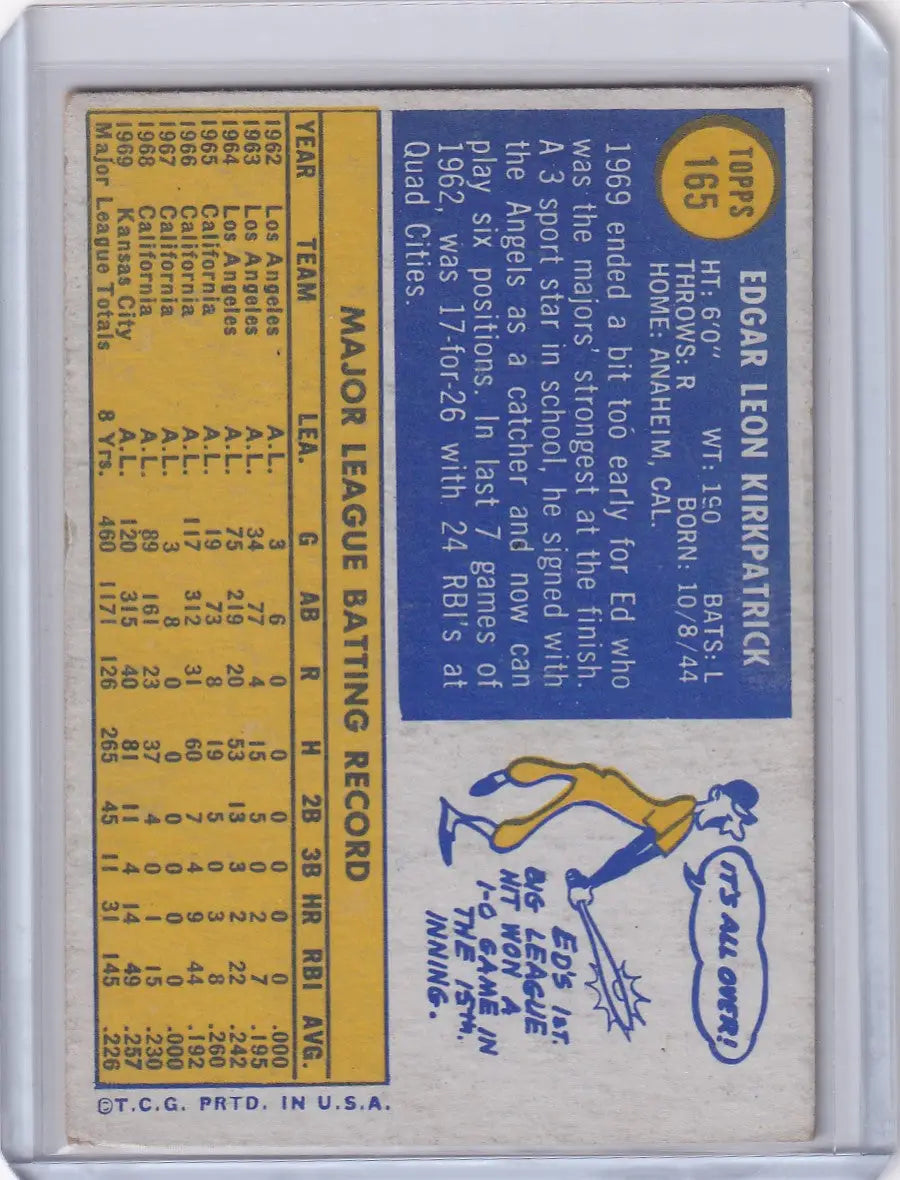 TOPPS
165
EDGAR LEON KIRKPATRICK
HT: 6'0" WT: 190 BATS: L
THROWS: R BORN: 10/8/44
HOME: ANAHEIM, CAL.
1969 ended a bit too early for Ed who
was the majors' strongest at the finish.
A 3 sport star in school, he signed with
the Angels as a catcher and now can
play six positions. In last 7 games of
1962, was 17-for-26 with 24 RBI's at
Quad Cities.
IT'S ALL OVER!
ED'S 1ST.
BIG LEAGUE
HIT WON A
1-0 GAME IN
THE 15TH.
INNING.
MAJOR LEAGUE BATTING RECORD
YEAR TEAM LEA. G AB R H 2B 3B HR RBI AVG.
1962 Los Angeles A.L. 3 6 0 0 0 0 0 0 .000
1963 Los Angeles A.L. 34 77 4 15 5 0 2 7 .195
1964 Los Angeles A.L. 75 219 20 53 13 3 2 22 .242
1965 California A.L. 19 73 8 19 5 0 3 8 .260
1966 California A.L. 117 312 31 60 7 4 9 44 .192
1967 California A.L. 3 8 0 0 0 0 0 0 .000
1968 California A.L. 89 161 23 37 4 0 1 15 .230
1969 Kansas City A.L. 120 315 40 81 11 4 14 49 .257
Major League Totals 8 Yrs. 460 1171 126 265 45 11 31 145 .226
©T.C.G. PRTD. IN U.S.A.